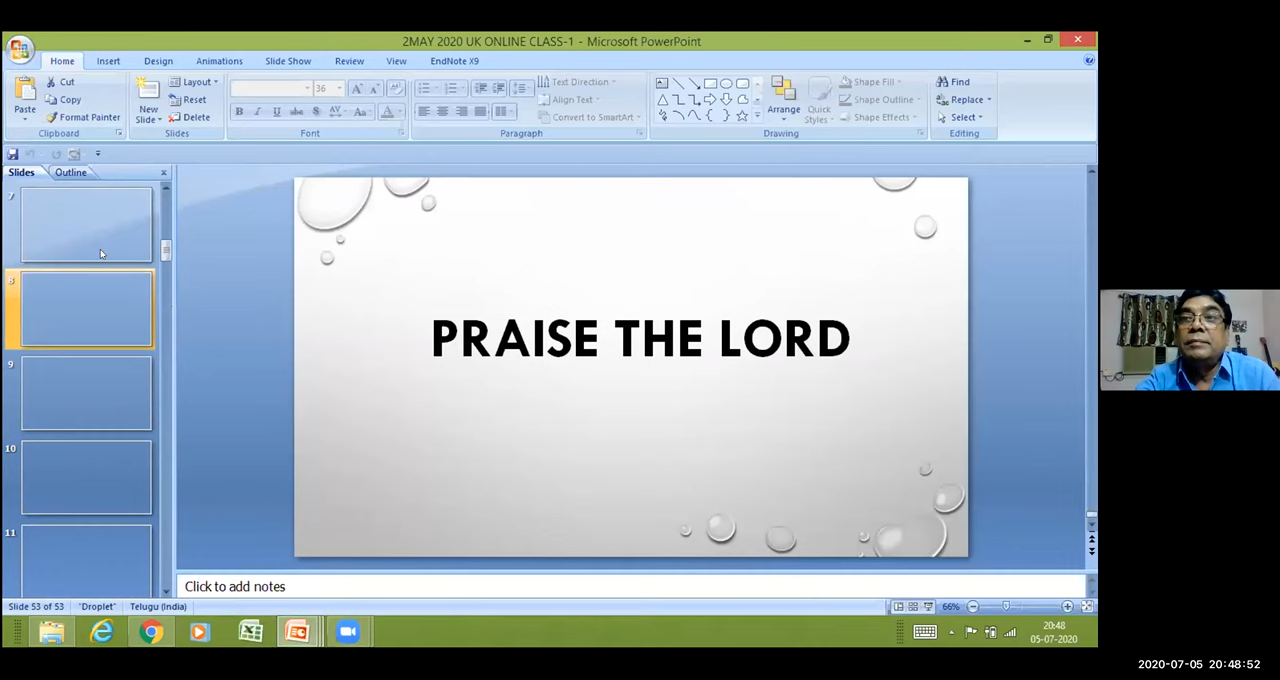 2MAY 2020 UK ONLINE CLASS-1 - Microsoft PowerPoint
Home Insert Design Animations Slide Show Review View EndNote X9
Cut
Copy
Format Painter
Paste
Clipboard
New
Slide
Layout
Reset
Delete
Slides
36
B I U abc S AV Aa A
Font
Text Direction
Align Text
Convert to SmartArt
Paragraph
Arrange
Quick
Styles
Shape Fill
Shape Outline
Shape Effects
Drawing
Find
Replace
Select
Editing
Slides Outline
7
8
9
10
11
PRAISE THE LORD
Click to add notes
Slide 53 of 53 "Droplet" Telugu (India) 66%
20:48
05-07-2020
2020-07-05 20:48:52